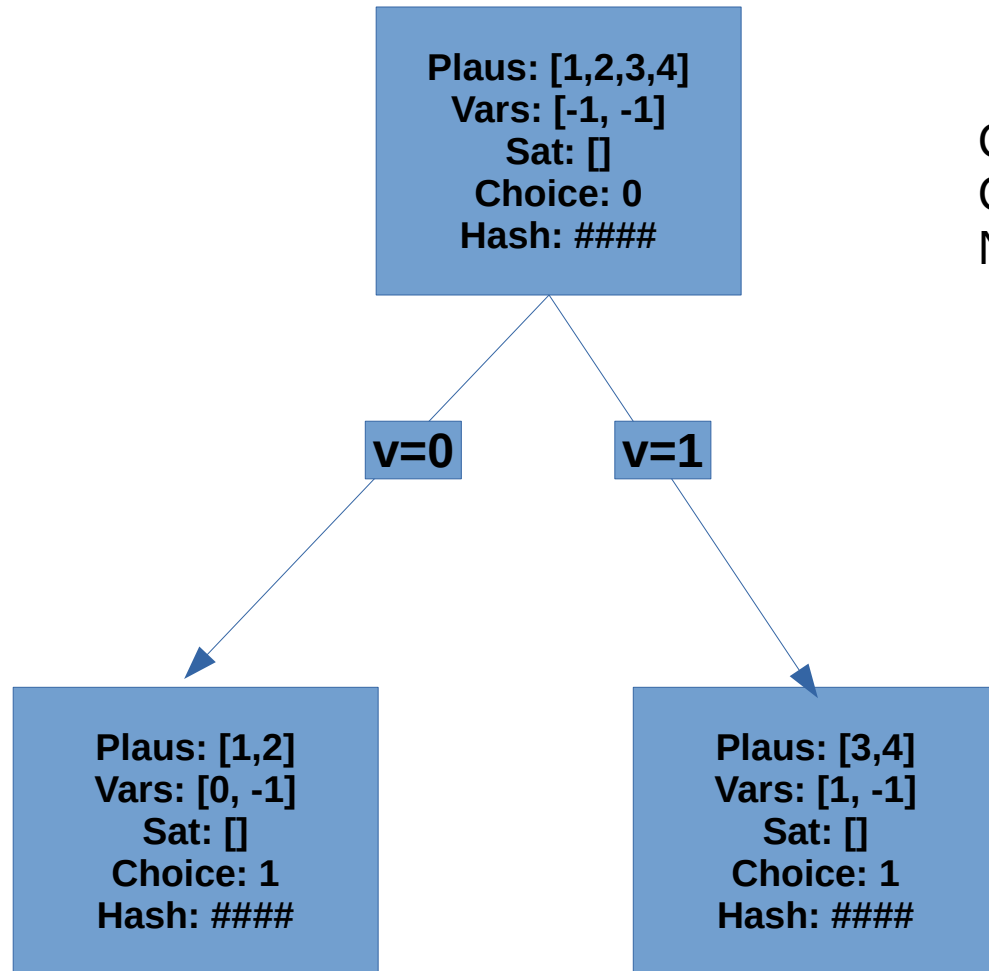 Plaus: [1,2,3,4]
Vars: [-1, -1]
Sat: []
Choice: 0
Hash: ####
v=0
v=1
Plaus: [1,2]
Vars: [0, -1]
Sat: []
Choice: 1
Hash: ####
Plaus: [3,4]
Vars: [1, -1]
Sat: []
Choice: 1
Hash: ####